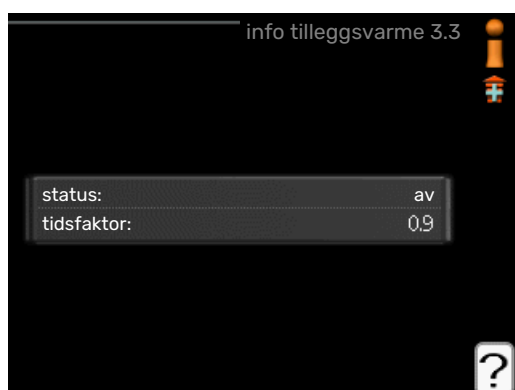 info tilleggsvarme 3.3
status: av
tidsfaktor: 0.9
?